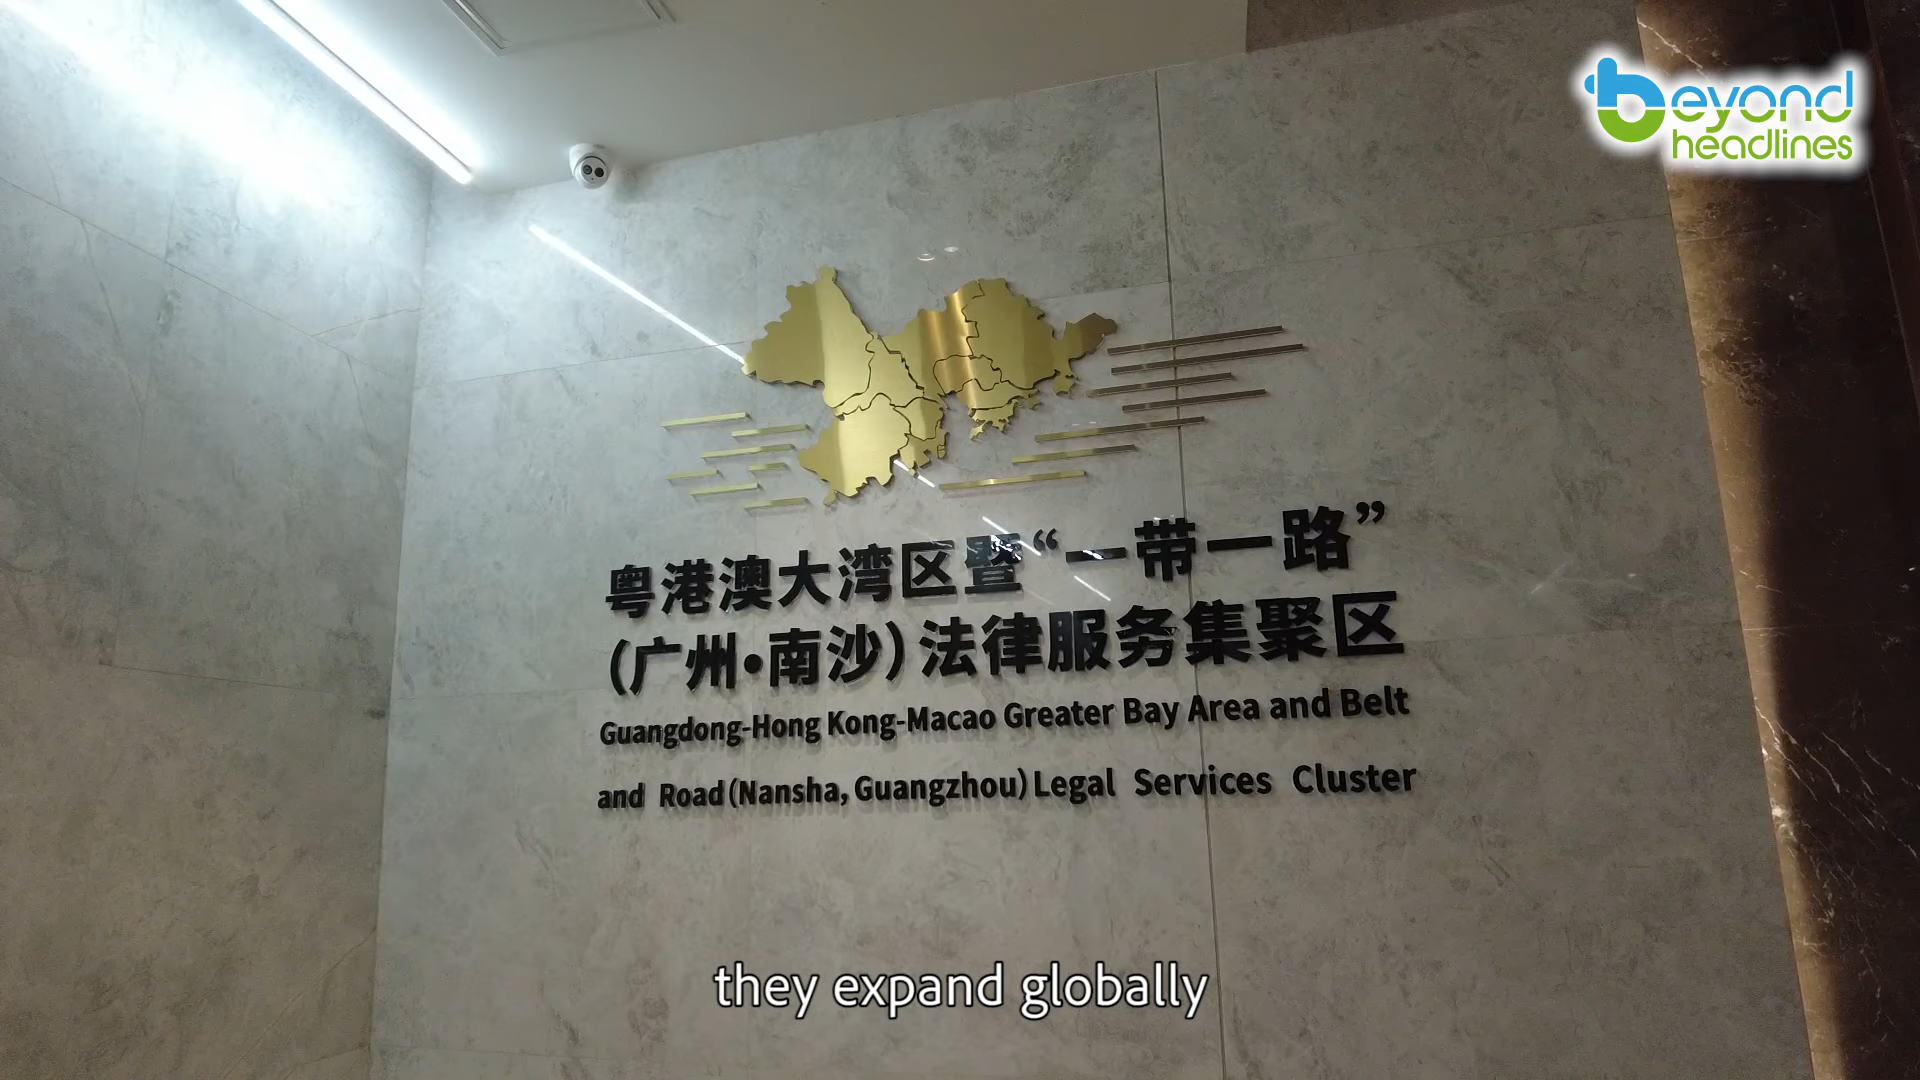 beyond
headlines
粤港澳大湾区暨“一带一路”
（广州•南沙）法律服务集聚区
Guangdong-Hong Kong-Macao Greater Bay Area and Belt
and Road (Nansha, Guangzhou) Legal Services Cluster
they expand globally